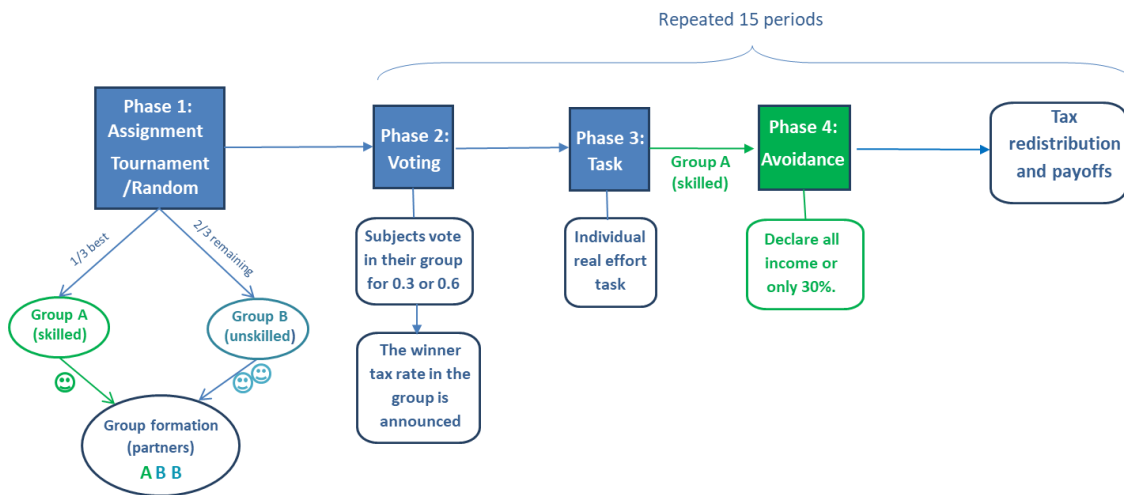 Repeated 15 periods
Phase 1:
Assignment
Tournament
/Random
Phase 2:
Voting
Phase 3:
Task
Group A
(skilled)
Phase 4:
Avoidance
Tax
redistribution
and payoffs
1/3 best
2/3 remaining
Subjects vote
in their group
for 0.3 or 0.6
Individual
real effort
task
Declare all
income or
only 30%.
Group A
(skilled)
Group B
(unskilled)
The winner
tax rate in the
group is
announced
Group formation
(partners)
A B B